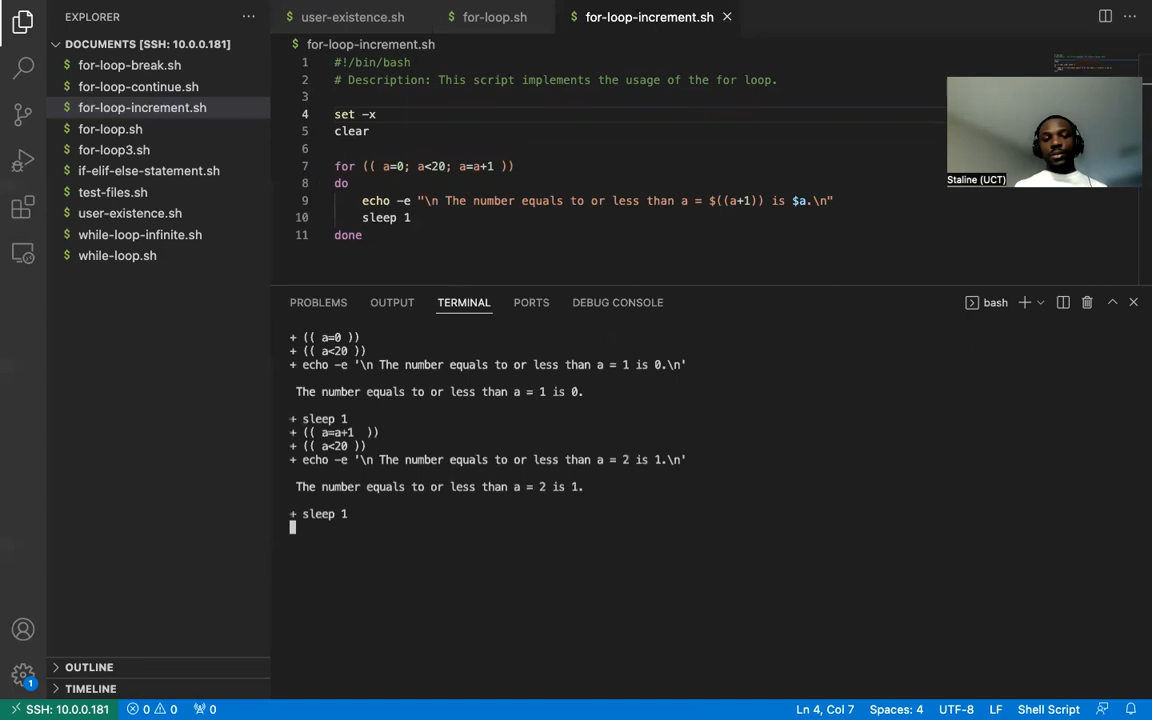 EXPLORER
DOCUMENTS [SSH: 10.0.0.181]
$ for-loop-break.sh
$ for-loop-continue.sh
$ for-loop-increment.sh
$ for-loop.sh
$ for-loop3.sh
$ if-elif-else-statement.sh
$ test-files.sh
$ user-existence.sh
$ while-loop-infinite.sh
$ while-loop.sh
OUTLINE
TIMELINE
$ user-existence.sh $ for-loop.sh $ for-loop-increment.sh
$ for-loop-increment.sh
1 #!/bin/bash
2 # Description: This script implements the usage of the for loop.
3
4 set -x
5 clear
6
7 for (( a=0; a<20; a=a+1 ))
8 do
9 echo -e "\n The number equals to or less than a = $((a+1)) is $a.\n"
10 sleep 1
11 done
Staline (UCT)
PROBLEMS OUTPUT TERMINAL PORTS DEBUG CONSOLE bash
+ (( a=0 ))
+ (( a<20 ))
+ echo -e '\n The number equals to or less than a = 1 is 0.\n'
The number equals to or less than a = 1 is 0.
+ sleep 1
+ (( a=a+1 ))
+ (( a<20 ))
+ echo -e '\n The number equals to or less than a = 2 is 1.\n'
The number equals to or less than a = 2 is 1.
+ sleep 1
1
SSH: 10.0.0.181 0 0 0 Ln 4, Col 7 Spaces: 4 UTF-8 LF Shell Script